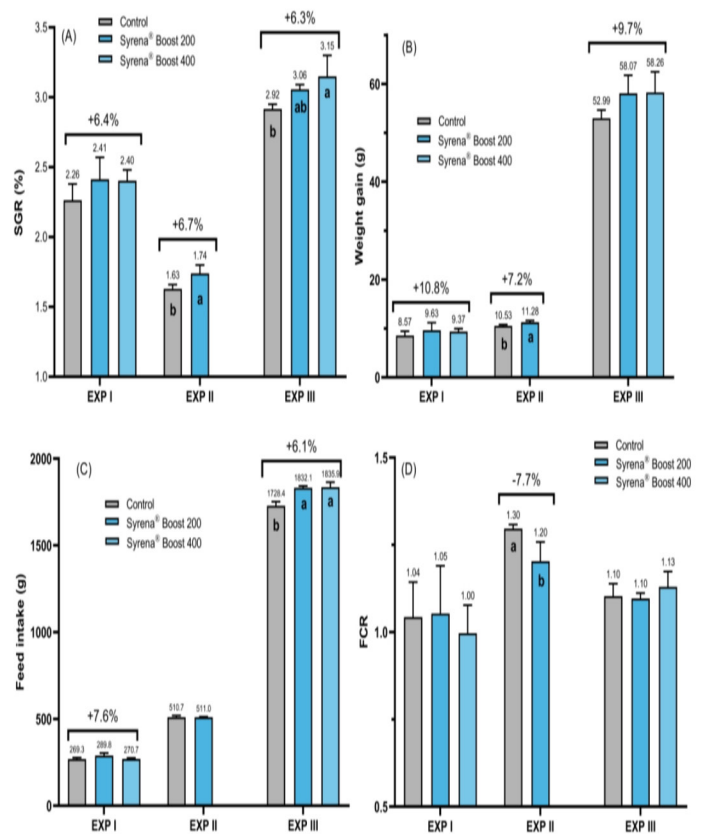 (A)
Control
Syrena® Boost 200
Syrena® Boost 400
+6.3%
3.15
3.06
2.92
b
ab
a
+6.4%
2.26
2.41
2.40
+6.7%
1.63
1.74
b
a
3.5
3.0
2.5
2.0
1.5
1.0
SGR (%)
EXP I
EXP II
EXP III
(B)
Control
Syrena® Boost 200
Syrena® Boost 400
+9.7%
52.99
58.07
58.26
+10.8%
8.57
9.63
9.37
+7.2%
10.53
11.28
b
a
60
40
20
0
Weight gain (g)
EXP I
EXP II
EXP III
(C)
Control
Syrena® Boost 200
Syrena® Boost 400
+6.1%
1728.4
1832.1
1835.9
b
a
a
+7.6%
269.3
289.8
270.7
510.7
511.0
2000
1500
1000
500
0
Feed intake (g)
EXP I
EXP II
EXP III
(D)
Control
Syrena® Boost 200
Syrena® Boost 400
-7.7%
1.30
1.20
a
b
1.04
1.05
1.00
1.10
1.10
1.13
1.5
1.0
0.5
FCR
EXP I
EXP II
EXP III